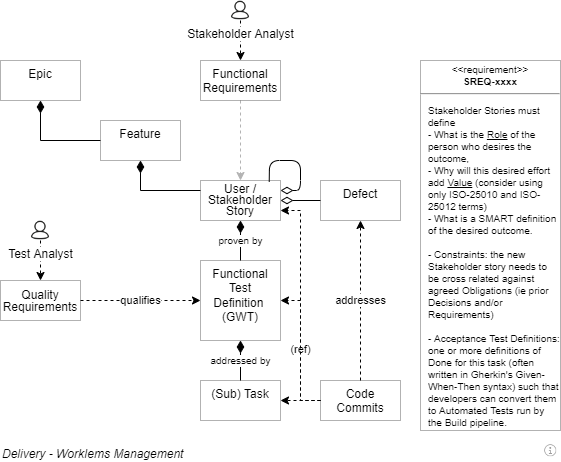 Stakeholder Analyst
Epic
Functional
Requirements
<<requirement>>
SREQ-xxxx
Feature
Stakeholder Stories must
define
- What is the Role of the
person who desires the
outcome,
- Why will this desired effort
add Value (consider using
only ISO-25010 and ISO-
25012 terms)
- What is a SMART definition
of the desired outcome.
- Constraints: the new
Stakeholder story needs to
be cross related against
agreed Obligations (ie prior
Decisions and/or
Requirements)
- Acceptance Test Definitions:
one or more definitions of
Done for this task (often
written in Gherkin's Given-
When-Then syntax) such that
developers can convert them
to Automated Tests run by
the Build pipeline.
User /
Stakeholder
Story
Defect
proven by
Test Analyst
Functional
Test
Definition
(GWT)
Quality
Requirements
qualifies
addresses
(ref)
addressed by
(Sub) Task
Code
Commits
Delivery - Worklems Management